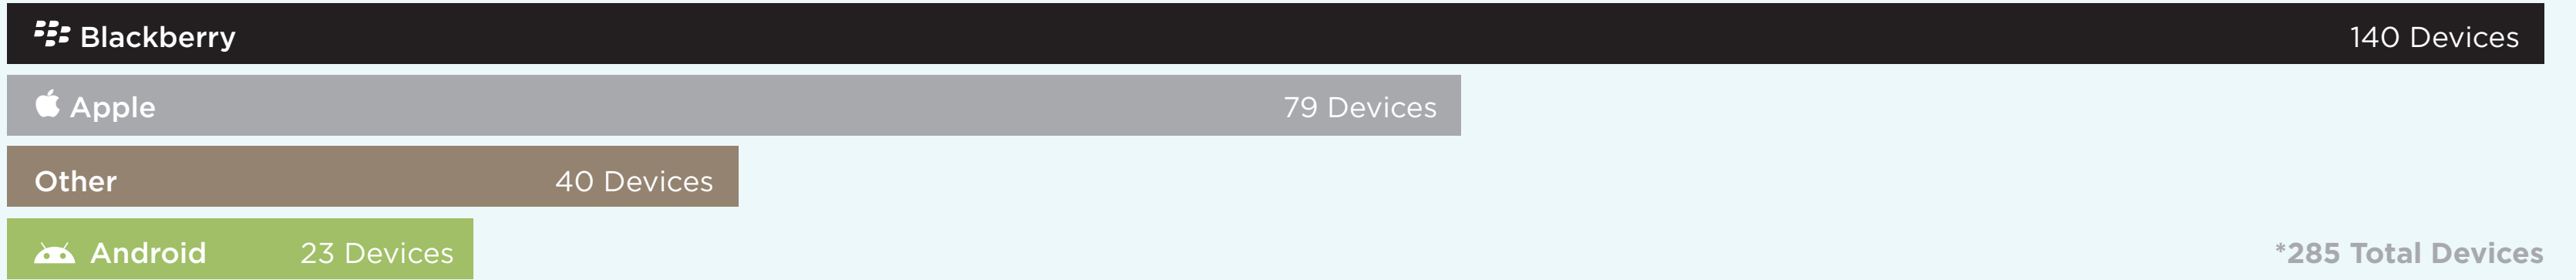 Blackberry 140 Devices
Apple 79 Devices
Other 40 Devices
Android 23 Devices
*285 Total Devices